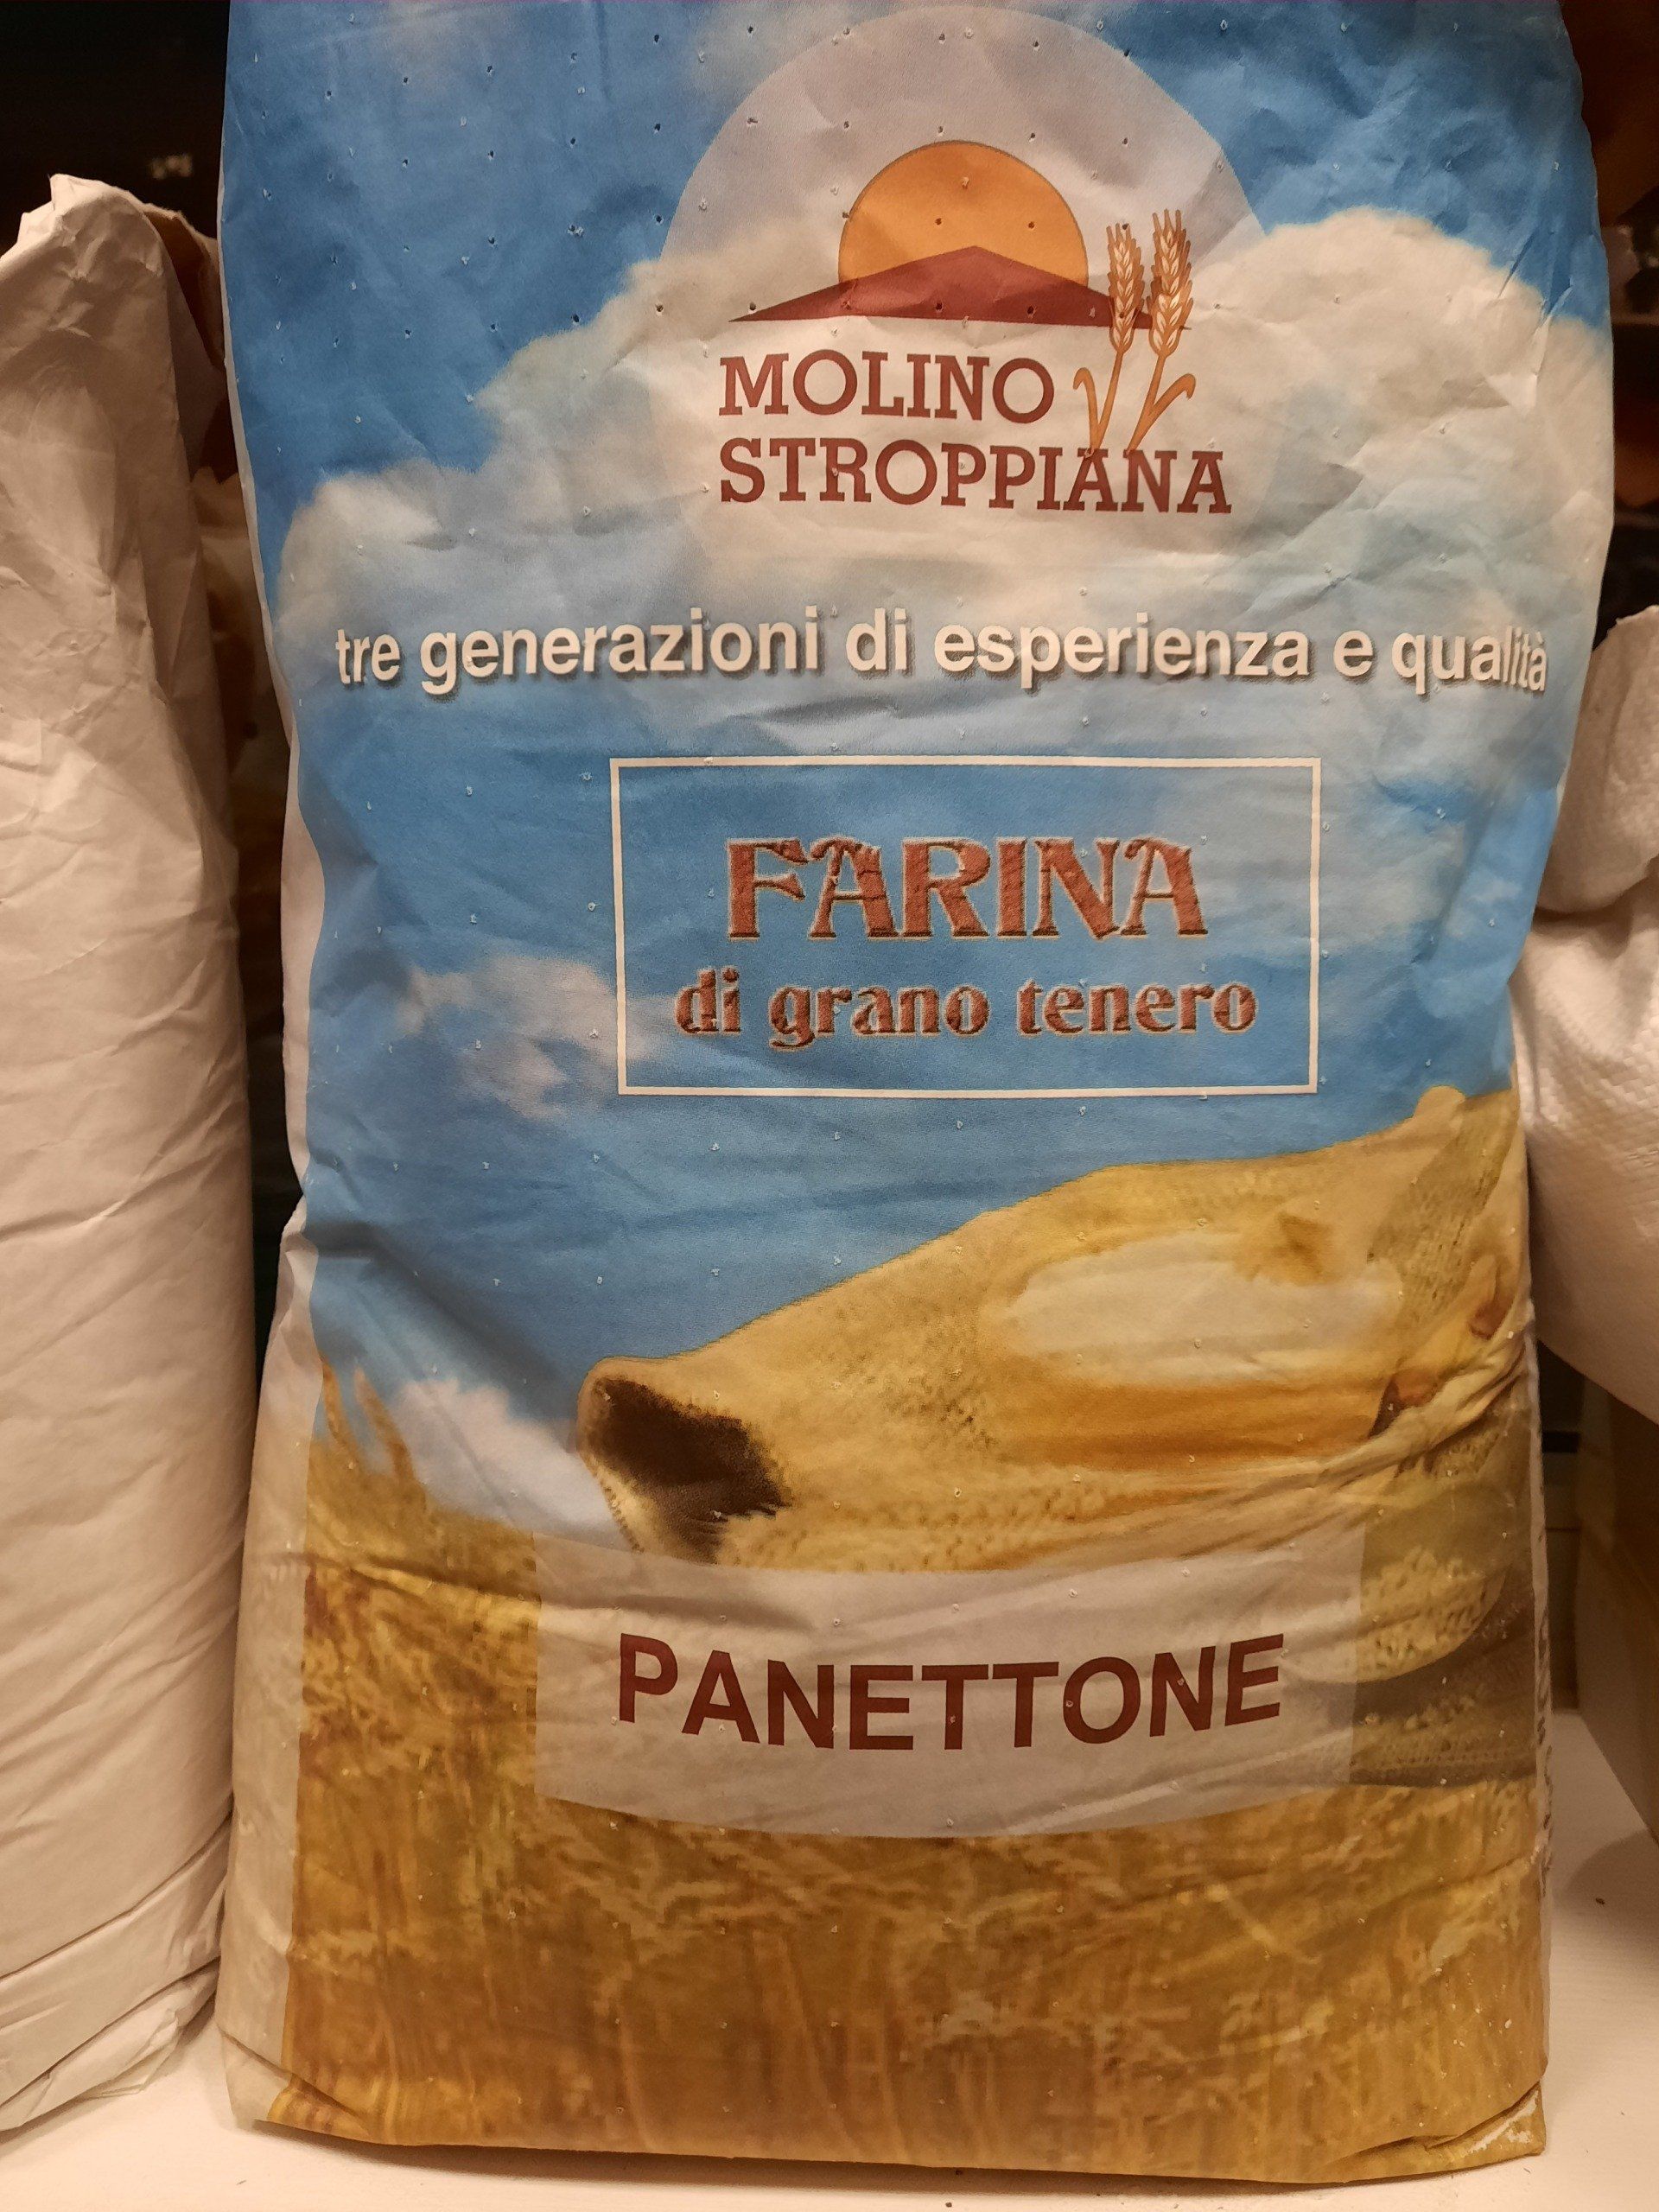 MOLINO
STROPPIANA
tre generazioni di esperienza e qualità
FARINA
di grano tenero
PANETTONE